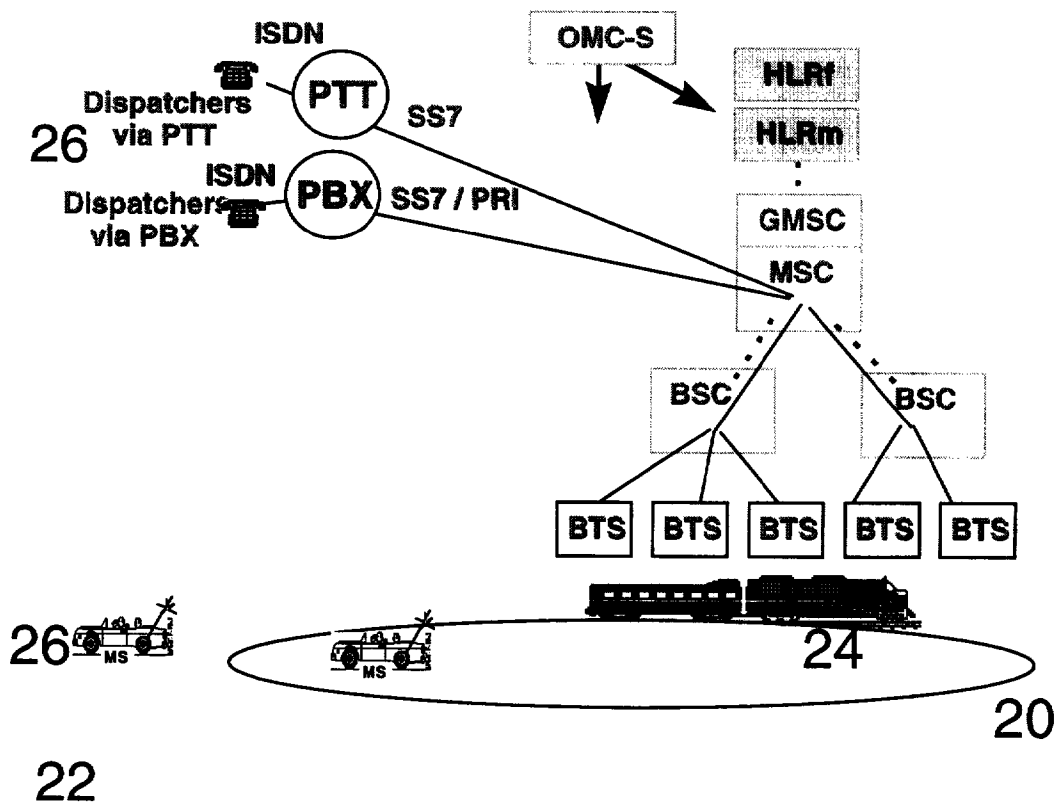 ISDN
OMC-S
PTT
HLRf
Dispatchers
via PTT
SS7
HLRm
26
ISDN
PBX
SS7 / PRI
Dispatchers
via PBX
GMSC
MSC
BSC
BSC
BTS
BTS
BTS
BTS
BTS
26
MS
MS
24
20
22